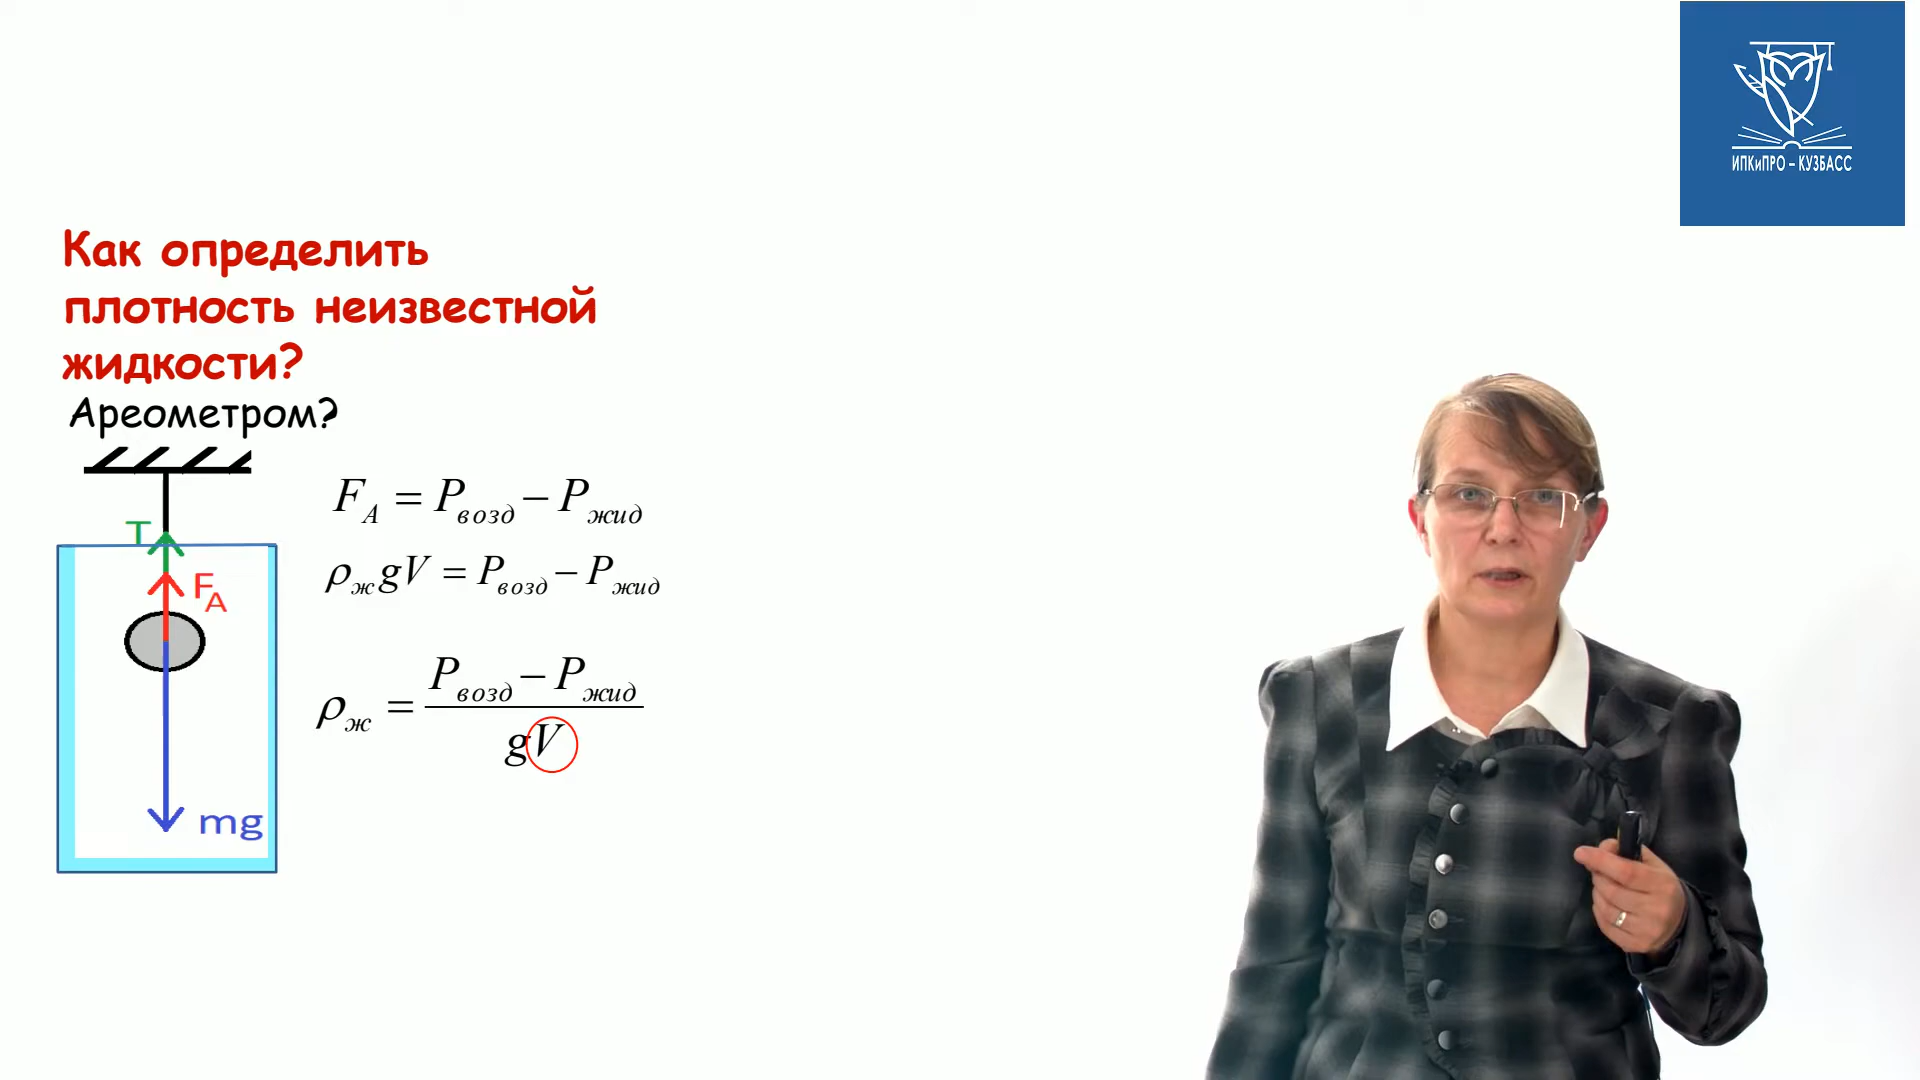 ИПКиПРО – КУЗБАСС
Как определить
плотность неизвестной
жидкости?
Ареометром?
T
F_A
mg
F_A = P_возд – P_жид
ρ_ж gV = P_возд – P_жид
ρ_ж = (P_возд – P_жид) / gV